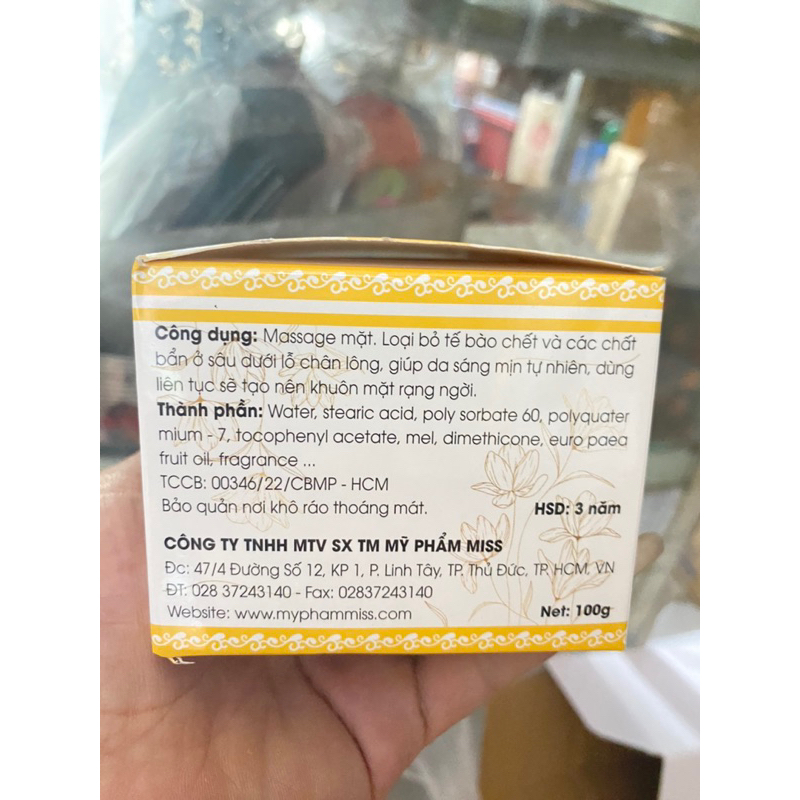 Công dụng: Massage mặt. Loại bỏ tế bào chết và các chất
bẩn ở sâu dưới lỗ chân lông, giúp da sáng mịn tự nhiên, dùng
liên tục sẽ tạo nên khuôn mặt rạng ngời.
Thành phần: Water, stearic acid, poly sorbate 60, polyquater
mium - 7, tocophenyl acetate, mel, dimethicone, euro paea
fruit oil, fragrance ...
TCCB: 00346/22/CBMP - HCM
Bảo quản nơi khô ráo thoáng mát. HSD: 3 năm
CÔNG TY TNHH MTV SX TM MỸ PHẨM MISS
Đc: 47/4 Đường Số 12, KP 1, P. Linh Tây, TP. Thủ Đức, TP. HCM, VN
ĐT: 028 37243140 - Fax: 02837243140
Website: www.myphammiss.com Net: 100g